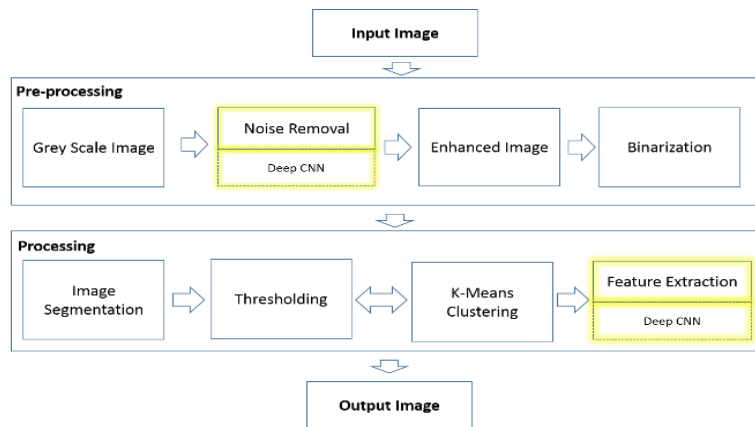 Input Image
Pre-processing
Grey Scale Image
Noise Removal
Deep CNN
Enhanced Image
Binarization
Processing
Image
Segmentation
Thresholding
K-Means
Clustering
Feature Extraction
Deep CNN
Output Image